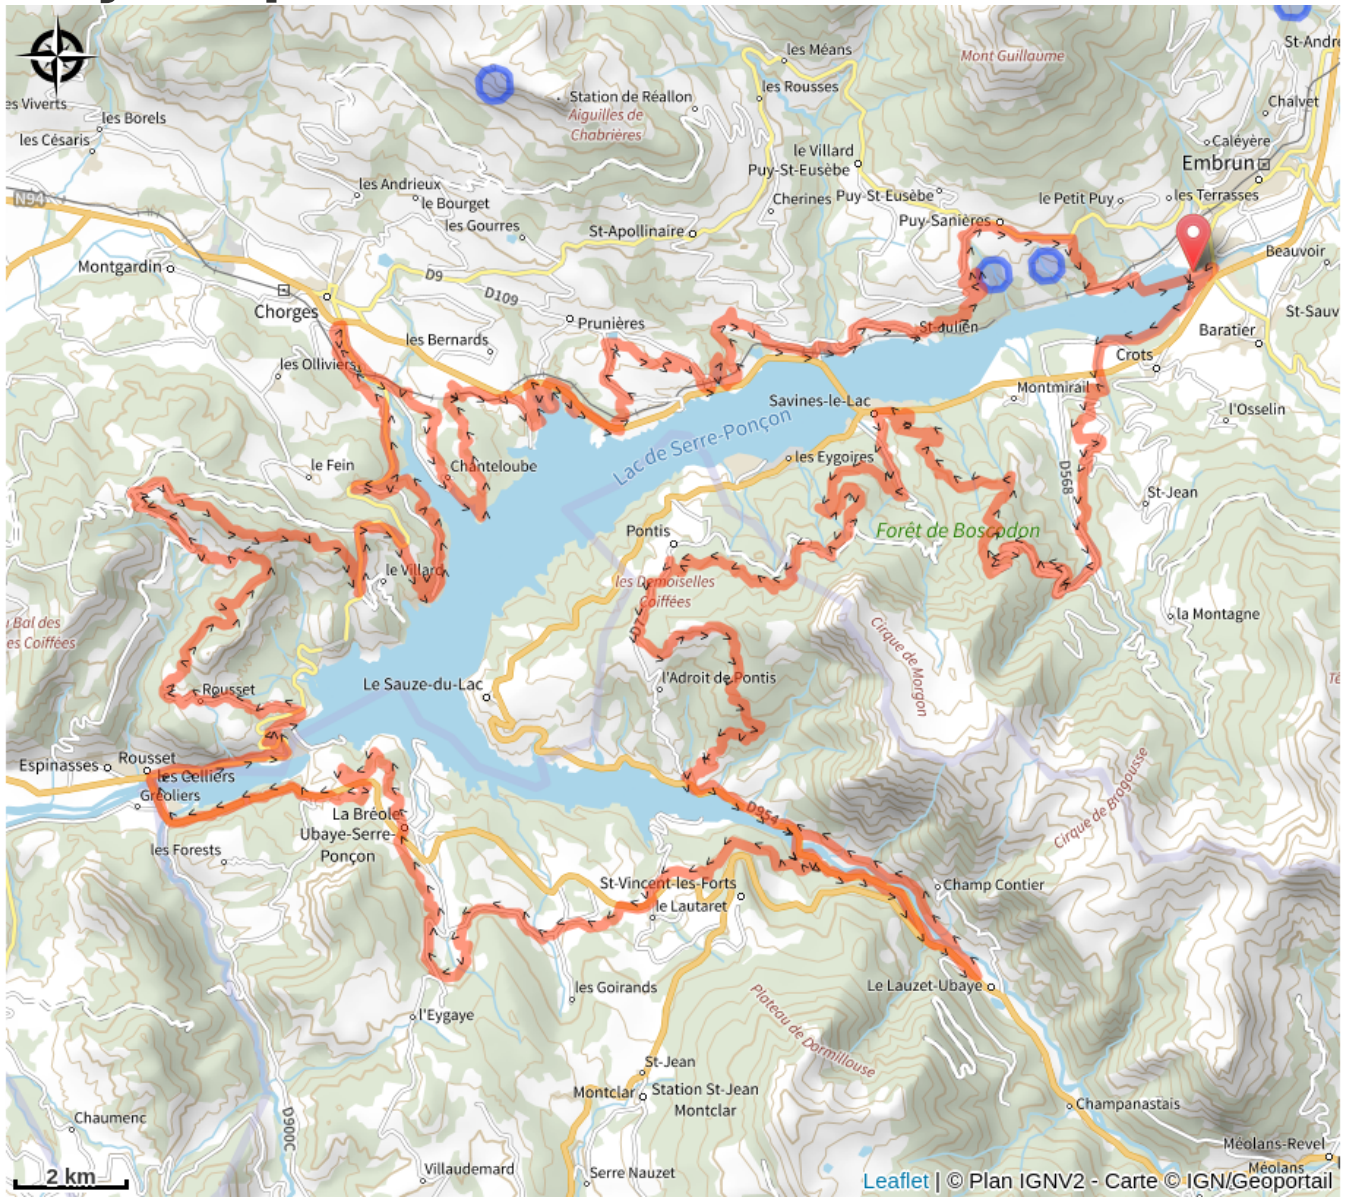 les Méans
Mont Guillaume
St-André
les Rousses
Station de Réallon
Aiguilles de
Chabrières
Chalvet
es Viverts
les Borels
les Césaris
Caléyère
le Villard
Embrun
Puy-St-Eusèbe
les Andrieux
le Bourget
Cherines
Puy-St-Eusèbe
le Petit Puy
les Terrasses
N94
les Gourres
St-Apollinaire
Puy-Sanières
Beauvoir
Montgardin
D9
D109
Chorges
Prunières
St-Julien
St-Sauv
Baratier
les Bernards
Crots
les Olliviers
Montmirail
Savines-le-Lac
l'Osselin
Lac de Serre-Ponçon
le Fein
Chanteloube
les Eygoires
D568
St-Jean
Pontis
Forêt de Boscodon
le Villard
les Demoiselles
Coiffées
la Montagne
u Bal des
es Coiffées
D7
Cirque de Morgon
Rousset
Le Sauze-du-Lac
l'Adroit de Pontis
Espinasses
Rousset
les Celliers
Gréoliers
D954
Cirque de Bragousse
La Bréole
Ubaye-Serre-
Ponçon
les Forests
St-Vincent-les-Forts
le Lautaret
Champ Contier
Le Lauzet-Ubaye
les Goirands
l'Eygaye
Plateau de Dormillouse
St-Jean
Montclar
Station St-Jean
Montclar
Chaumenc
D900C
Champanastais
Méolans-Revel
Méolans
Villaudemard
Serre Nauzet
2 km
Leaflet | © Plan IGNV2 - Carte © IGN/Geoportail